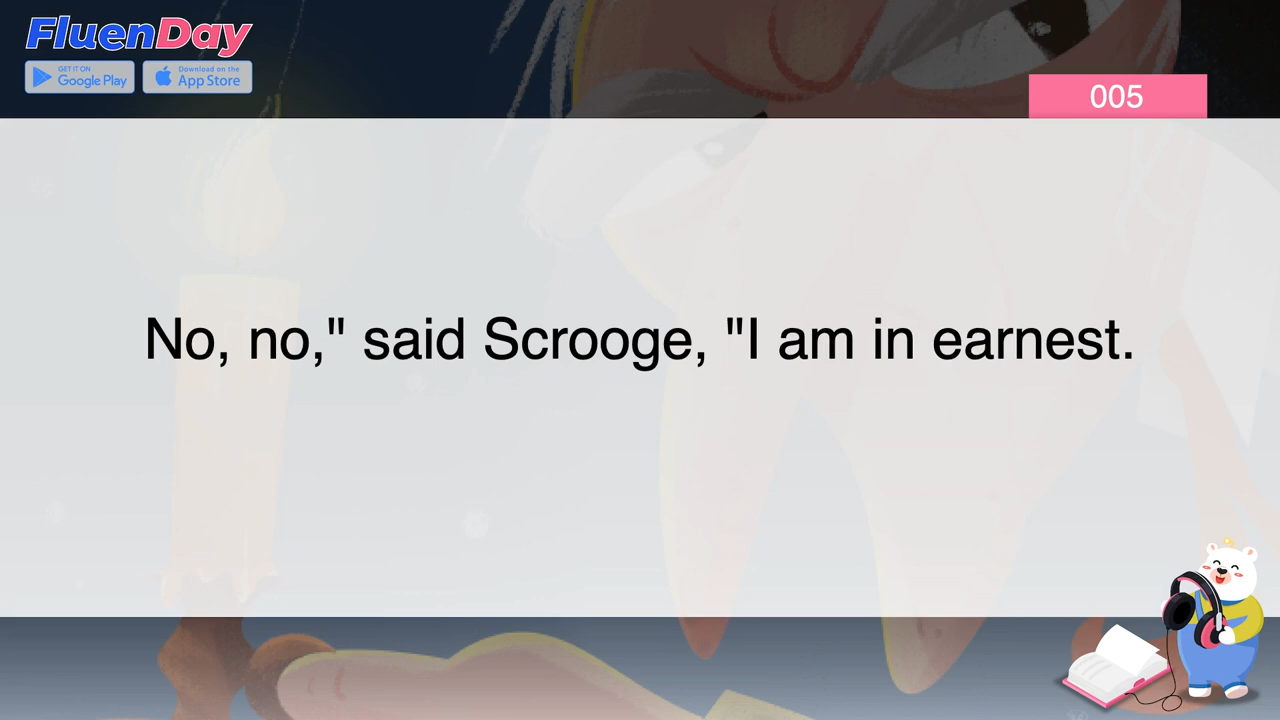 FluenDay
GET IT ON
Google Play
Download on the
App Store
005
No, no," said Scrooge, "I am in earnest.